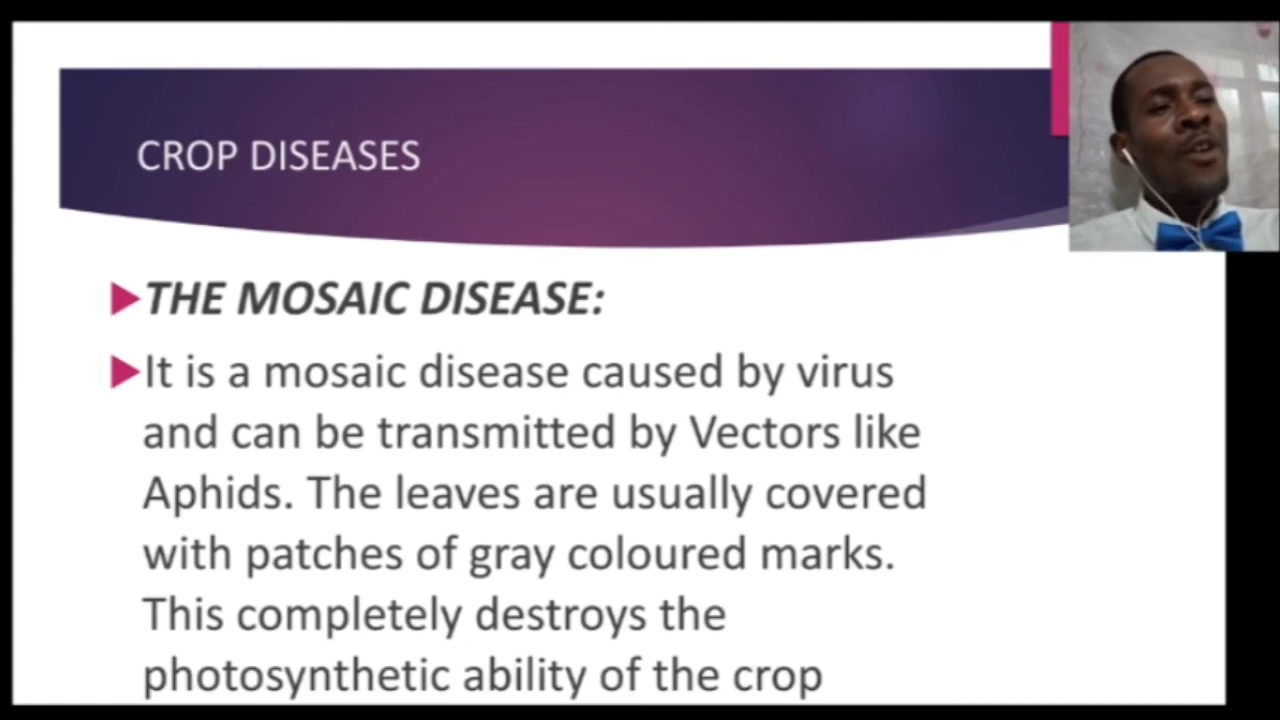 CROP DISEASES
THE MOSAIC DISEASE:
It is a mosaic disease caused by virus
and can be transmitted by Vectors like
Aphids. The leaves are usually covered
with patches of gray coloured marks.
This completely destroys the
photosynthetic ability of the crop